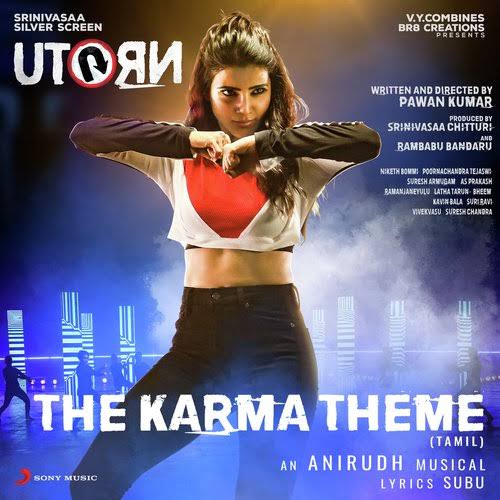 SRINIVASAA
SILVER SCREEN
UTURN
V.Y.COMBINES
BR8 CREATIONS
PRESENTS
WRITTEN AND DIRECTED BY
PAWAN KUMAR
PRODUCED BY
SRINIVASAA CHITTURI
AND
RAMBABU BANDARU
NIKETH BOMMI POORNACHANDRA TEJASWI
SURESH ARMUGAM AS PRAKASH
RAMANJANEYULU LATHA TARUN BHEEM
KAVIN BALA SURI RAVI
VIVEKVASU SURESH CHANDRA
THE KARMA THEME
(TAMIL)
AN ANIRUDH MUSICAL
LYRICS SUBU
SONY MUSIC